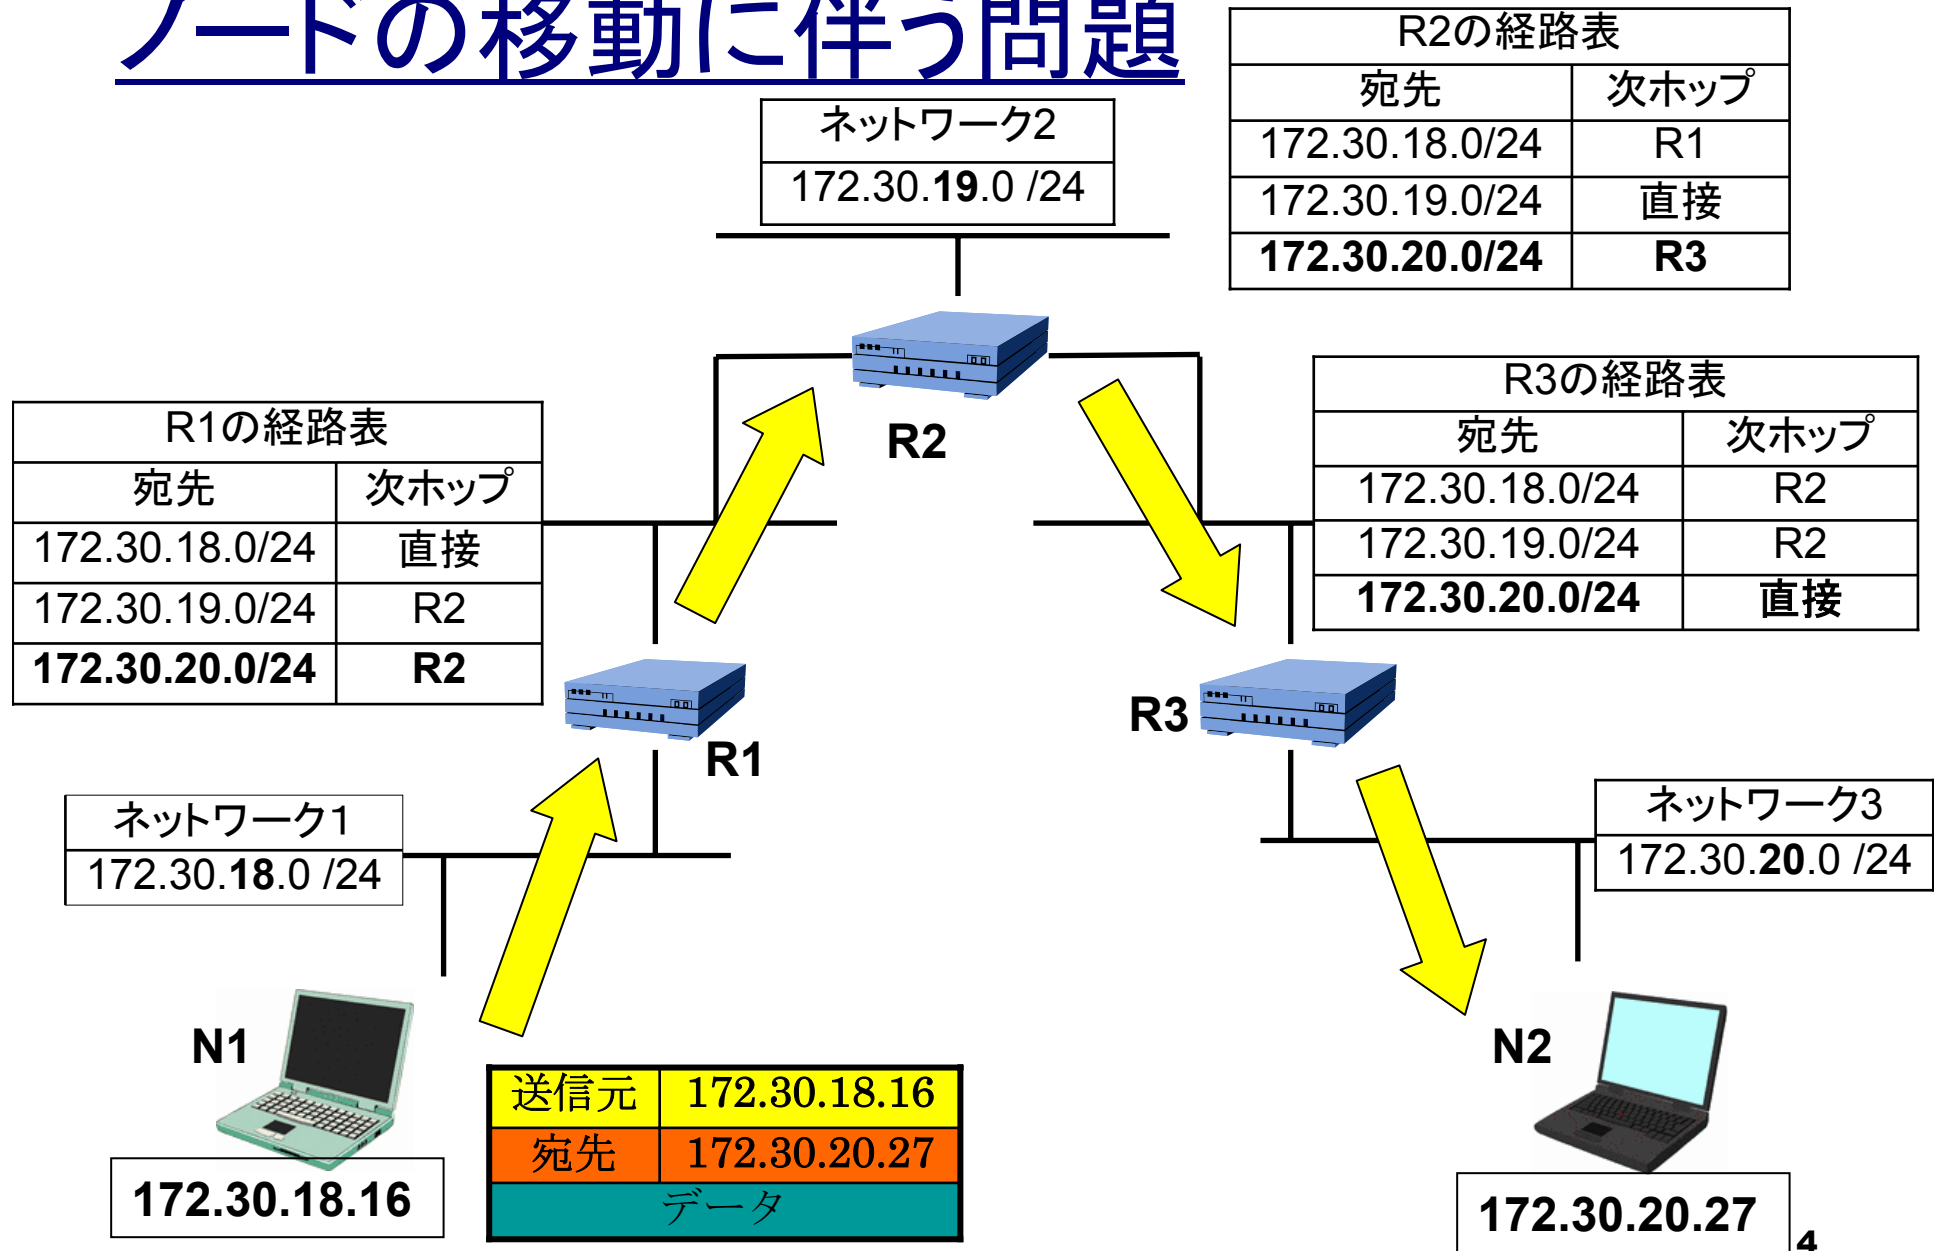 ノードの移動に伴う問題
R2の経路表
宛先 次ホップ
172.30.18.0/24 R1
172.30.19.0/24 直接
172.30.20.0/24 R3
ネットワーク2
172.30.19.0 /24
R2
R1の経路表
宛先 次ホップ
172.30.18.0/24 直接
172.30.19.0/24 R2
172.30.20.0/24 R2
R3の経路表
宛先 次ホップ
172.30.18.0/24 R2
172.30.19.0/24 R2
172.30.20.0/24 直接
R1
R3
ネットワーク1
172.30.18.0 /24
ネットワーク3
172.30.20.0 /24
N1
172.30.18.16
送信元 172.30.18.16
宛先 172.30.20.27
データ
N2
172.30.20.27
4